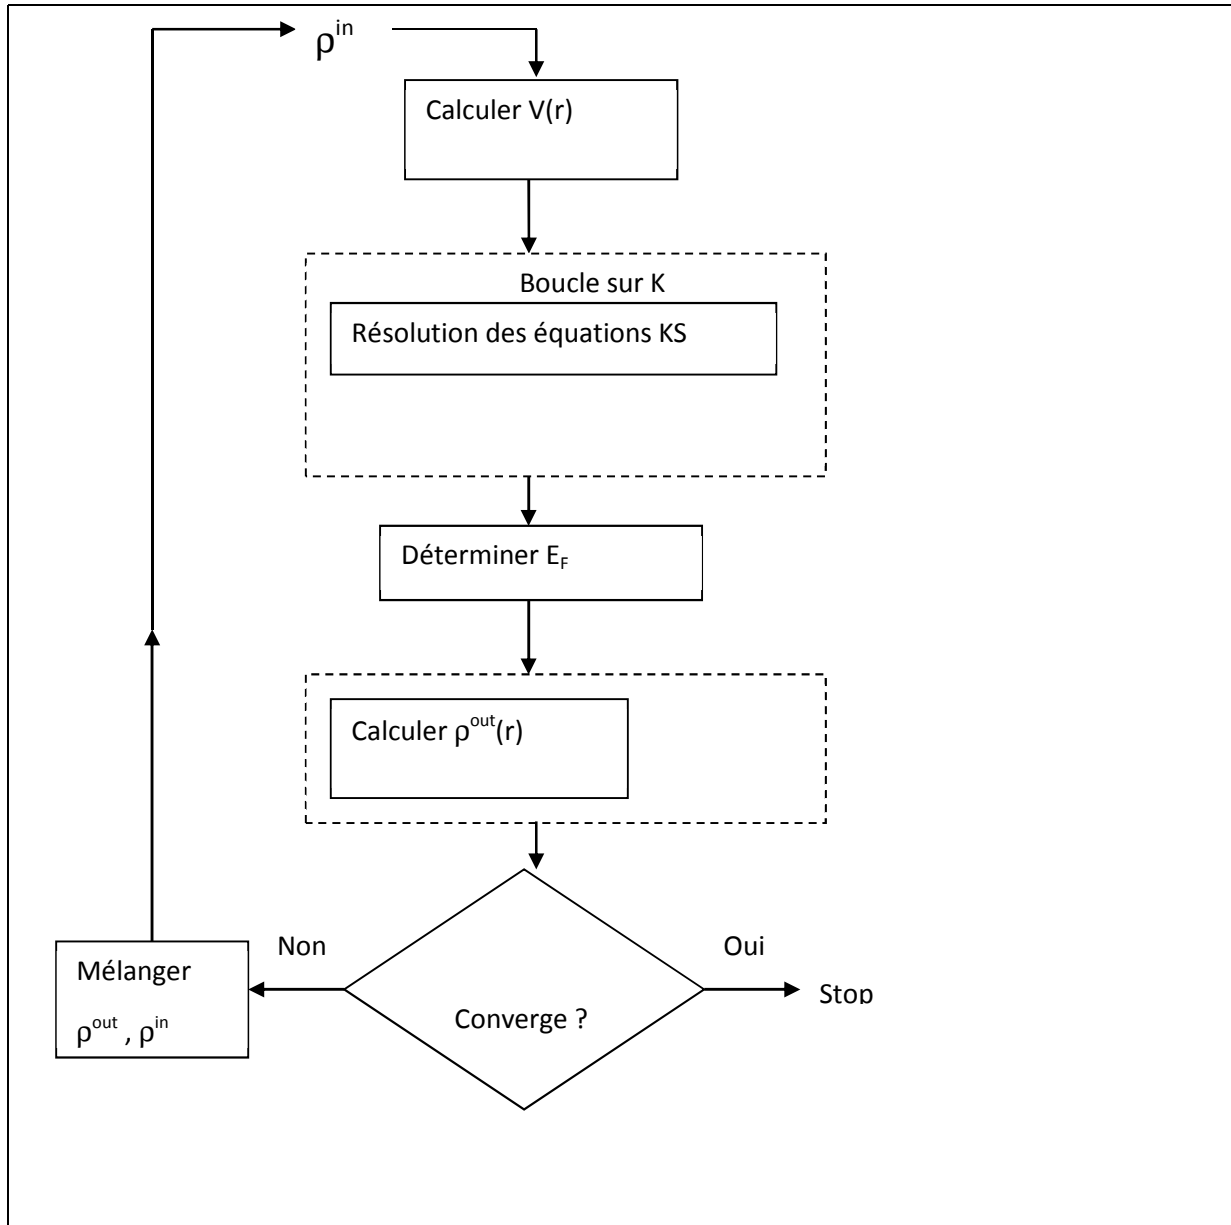 ρ^in
Calculer V(r)
Boucle sur K
Résolution des équations KS
Déterminer E_F
Calculer ρ^out(r)
Non
Oui
Mélanger
ρ^out , ρ^in
Stop
Converge ?